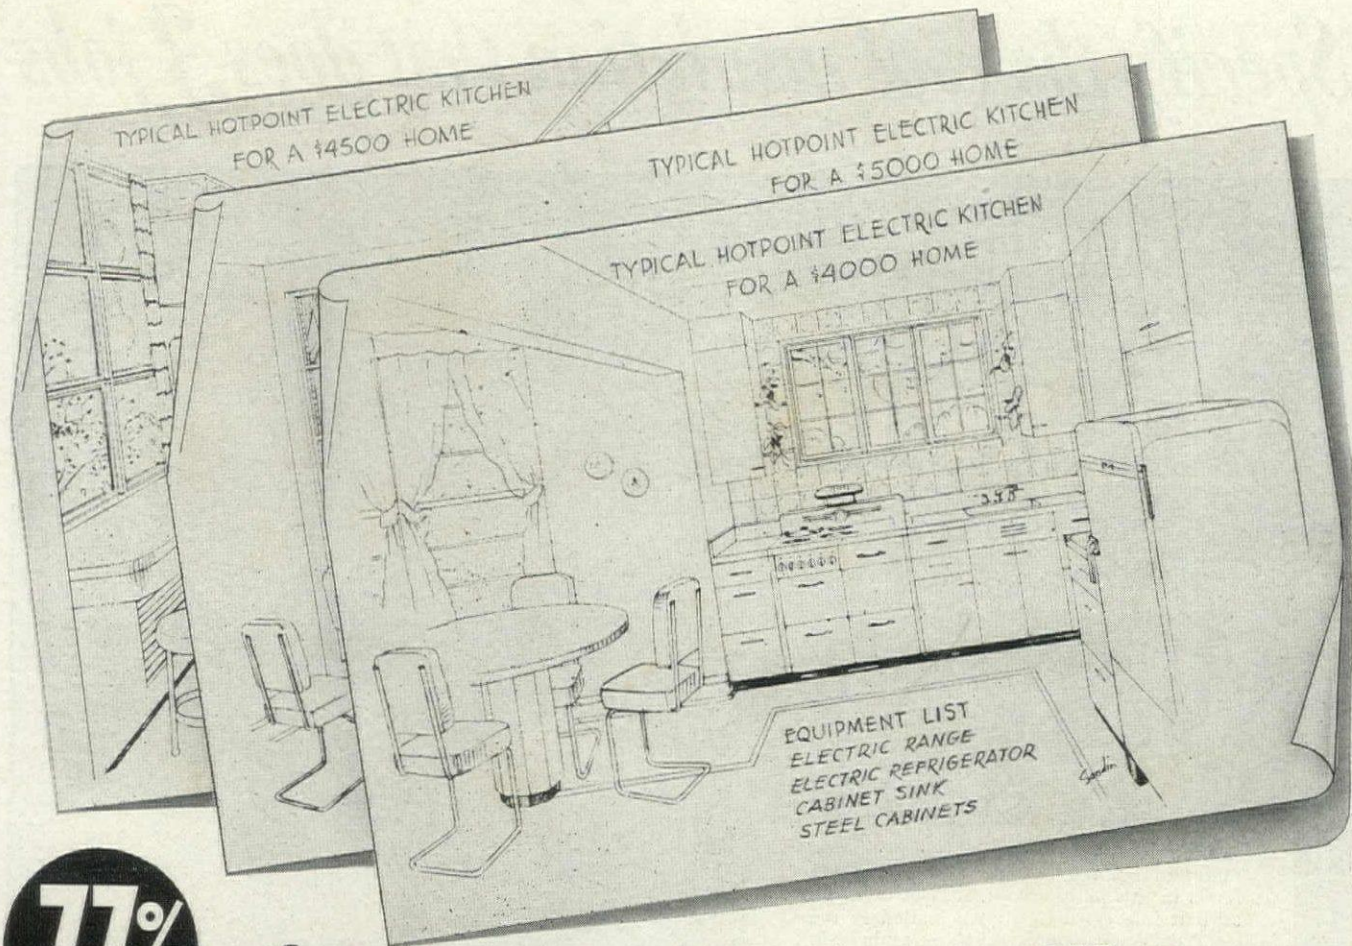 TYPICAL HOTPOINT ELECTRIC KITCHEN
FOR A $4500 HOME
TYPICAL HOTPOINT ELECTRIC KITCHEN
FOR A $5000 HOME
TYPICAL HOTPOINT ELECTRIC KITCHEN
FOR A $4000 HOME
EQUIPMENT LIST
ELECTRIC RANGE
ELECTRIC REFRIGERATOR
CABINET SINK
STEEL CABINETS
77%